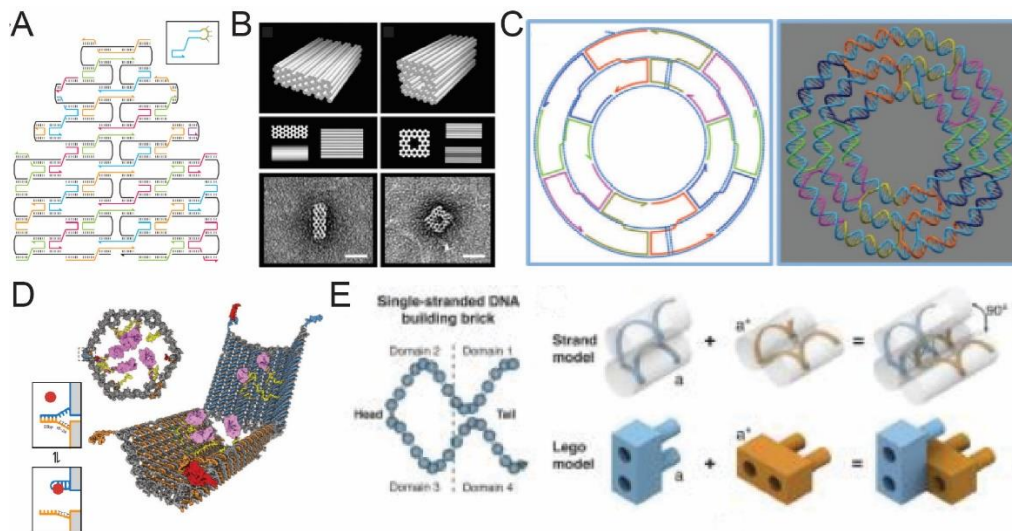 A
B
C
D
E
Single-stranded DNA
building brick
Domain 2
Domain 1
Head
Tail
Domain 3
Domain 4
Strand
model
a
+
a*
=
90°
Lego
model
a
+
a*
=